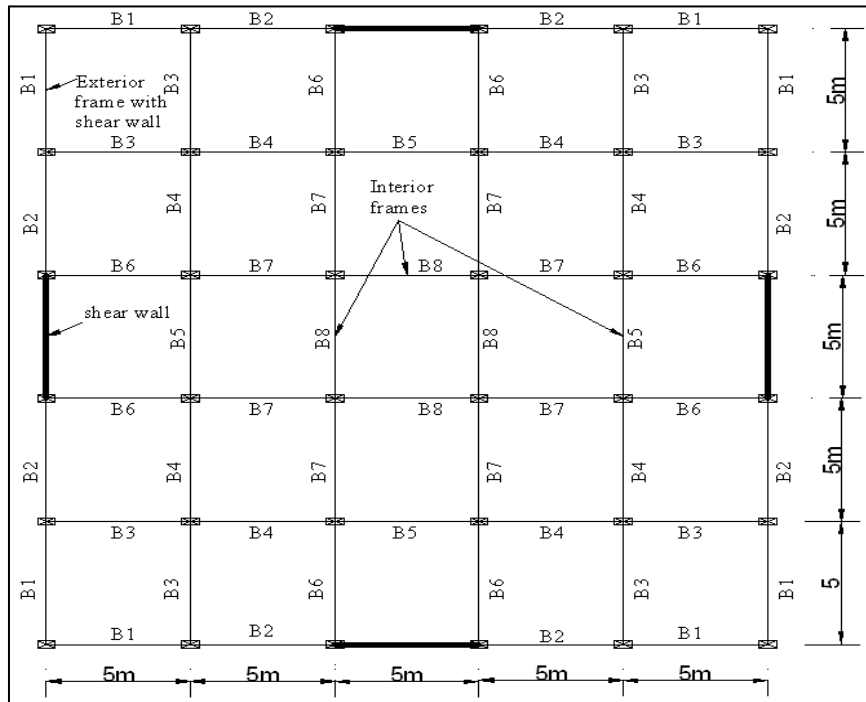 B1 B2 B2 B1
B1 B3 B6 B6 B3 B1 5m
Exterior
frame with
shear wall
B3 B4 B5 B4 B3
B2 B4 B7 B7 B4 B2 5m
Interior
frames
B6 B7 B8 B7 B6
shear wall
B5 B8 B8 B5 5m
B6 B7 B8 B7 B6
B2 B4 B7 B7 B4 B2 5m
B3 B4 B5 B4 B3
B1 B3 B6 B6 B3 B1 5
B1 B2 B2 B1
5m 5m 5m 5m 5m